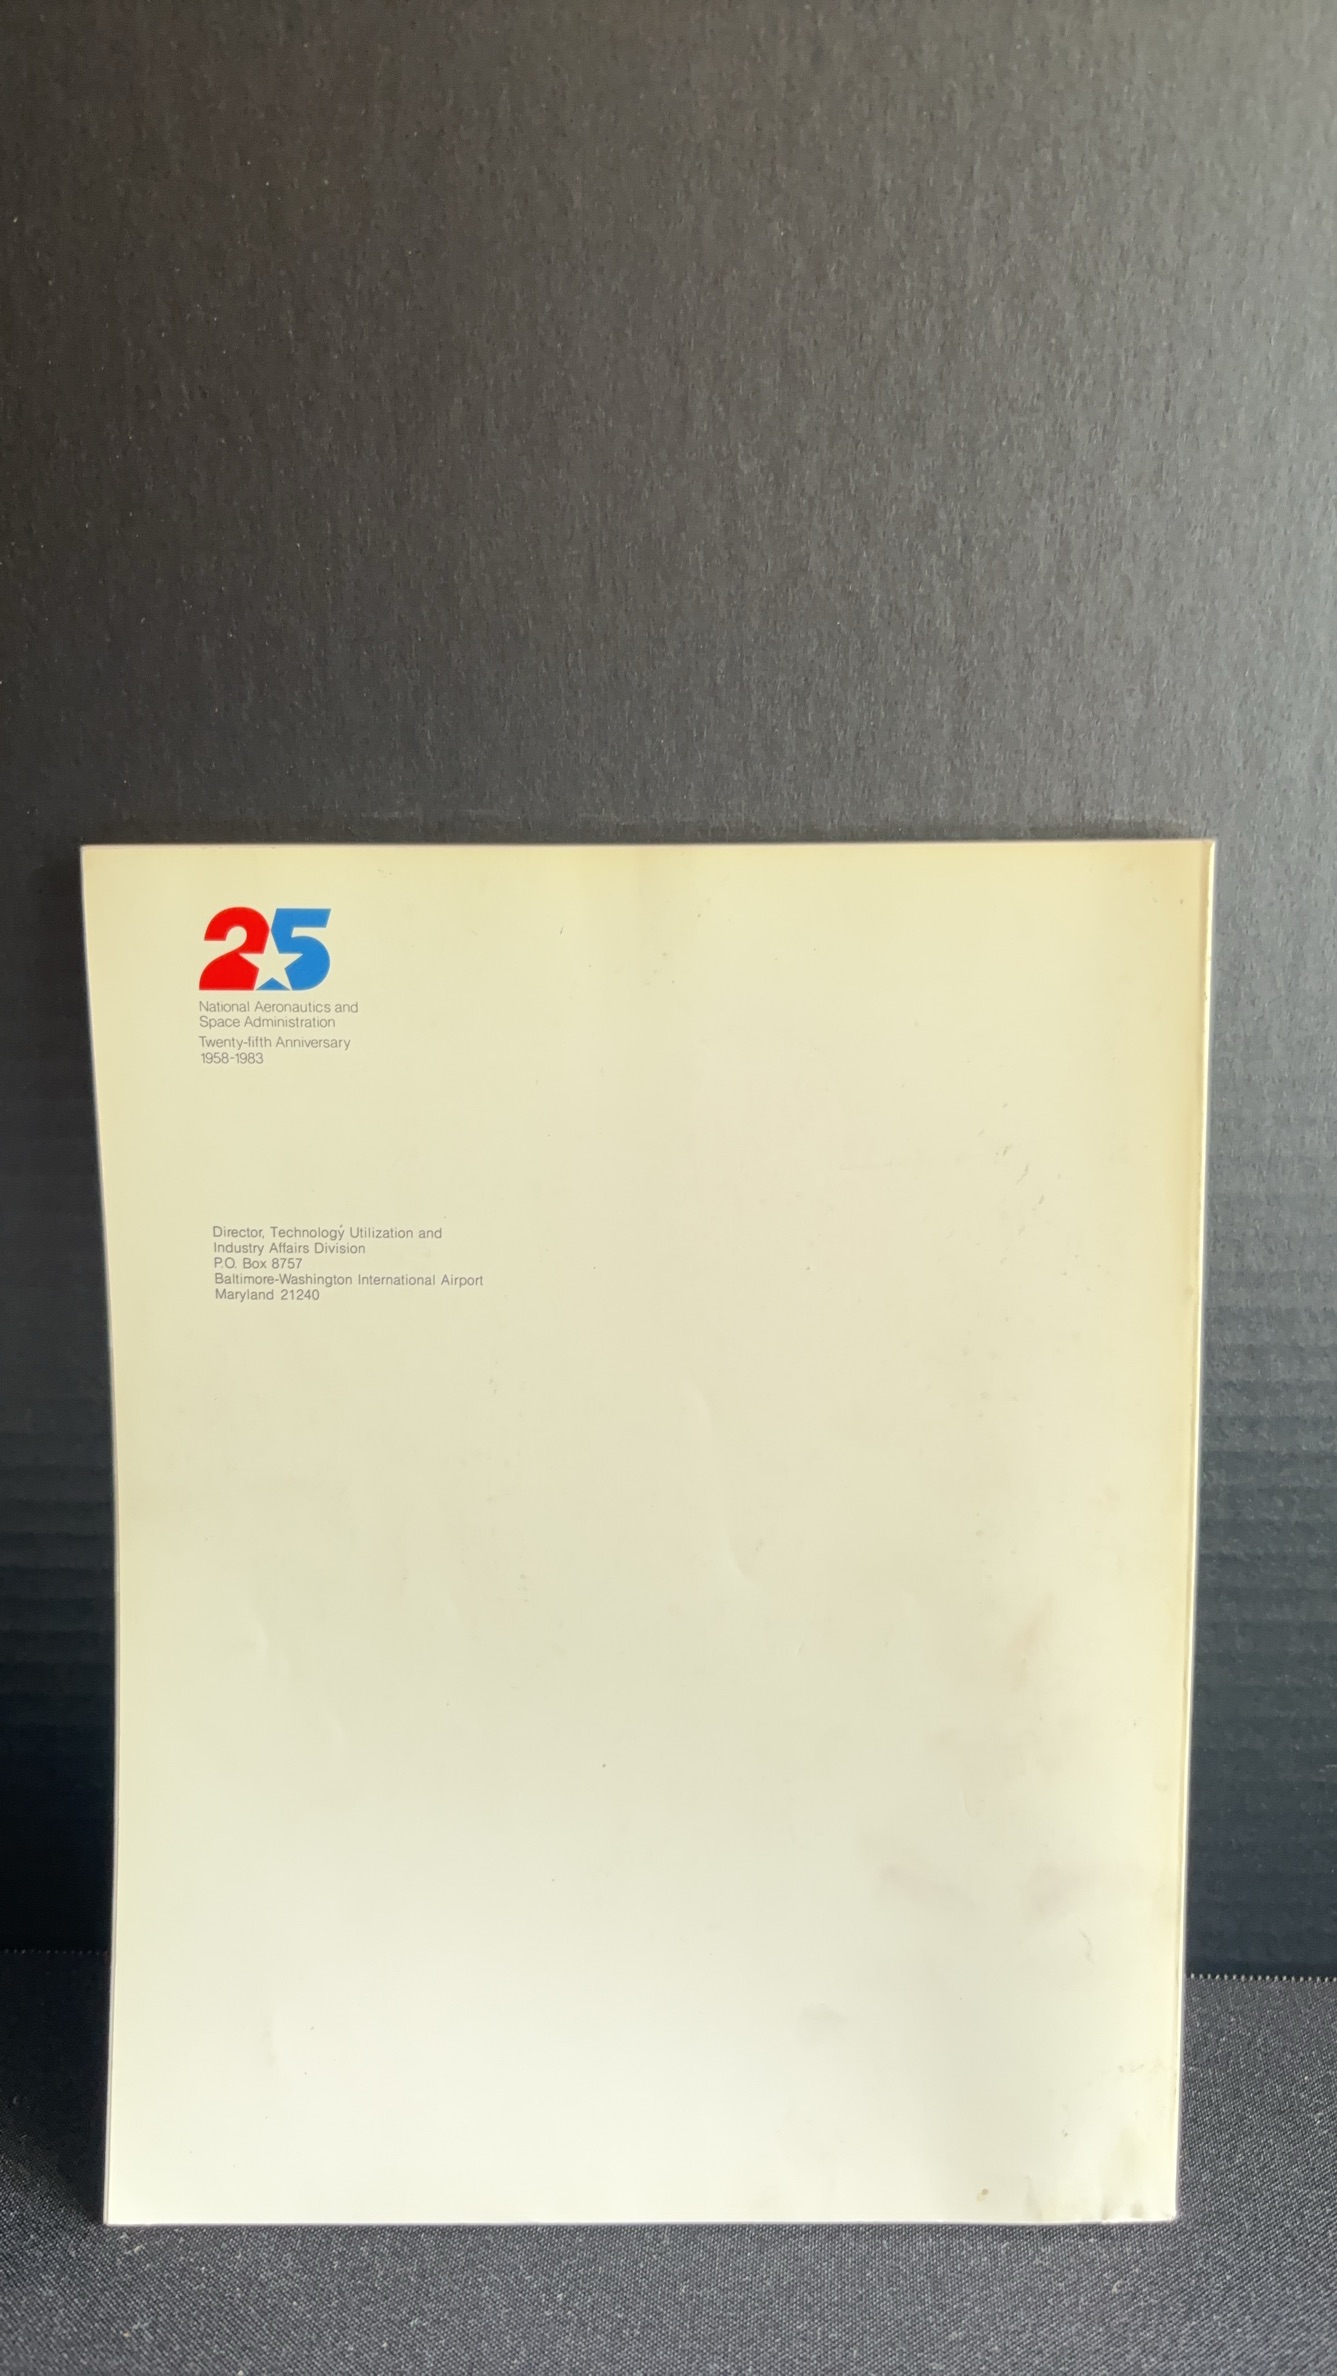 25
National Aeronautics and
Space Administration
Twenty-fifth Anniversary
1958-1983
Director, Technology Utilization and
Industry Affairs Division
P.O. Box 8757
Baltimore-Washington International Airport
Maryland 21240